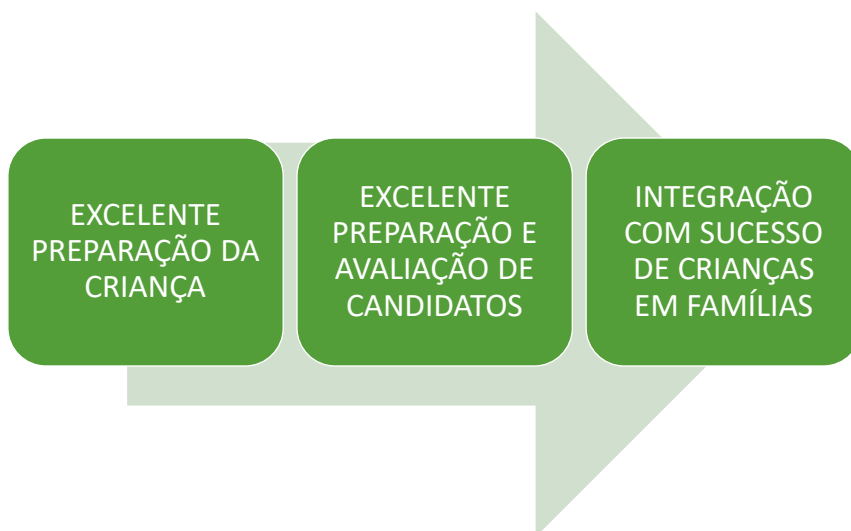 EXCELENTE
PREPARAÇÃO DA
CRIANÇA
EXCELENTE
PREPARAÇÃO E
AVALIAÇÃO DE
CANDIDATOS
INTEGRAÇÃO
COM SUCESSO
DE CRIANÇAS
EM FAMÍLIAS